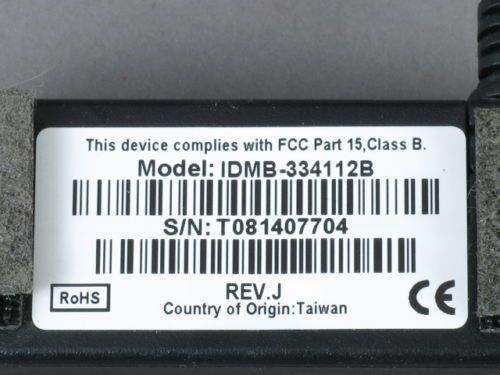 This device complies with FCC Part 15,Class B.
Model: IDMB-334112B
S/N: T081407704
RoHS
REV.J
Country of Origin:Taiwan
CE